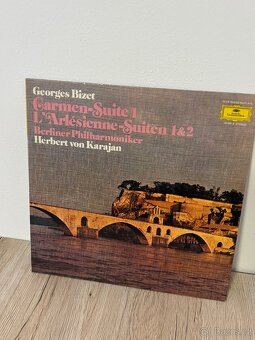 Georges Bizet
Carmen-Suite 1
L'Arlésienne-Suiten 1&2
Berliner Philharmoniker
Herbert von Karajan